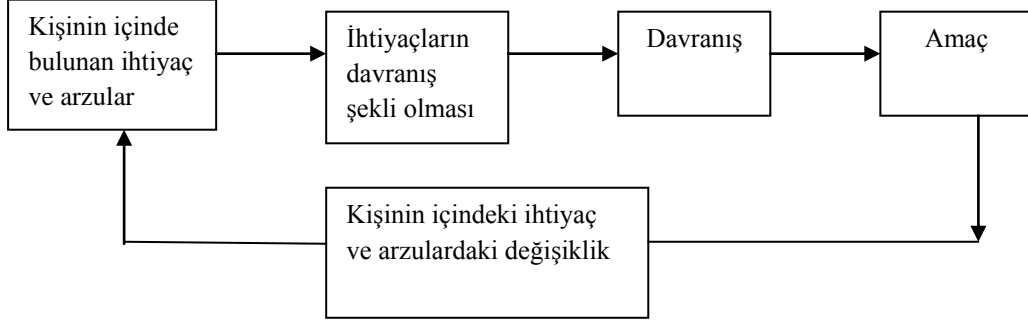 Kişinin içinde
bulunan ihtiyaç
ve arzular
İhtiyaçların
davranış
şekli olması
Davranış
Amaç
Kişinin içindeki ihtiyaç
ve arzulardaki değişiklik